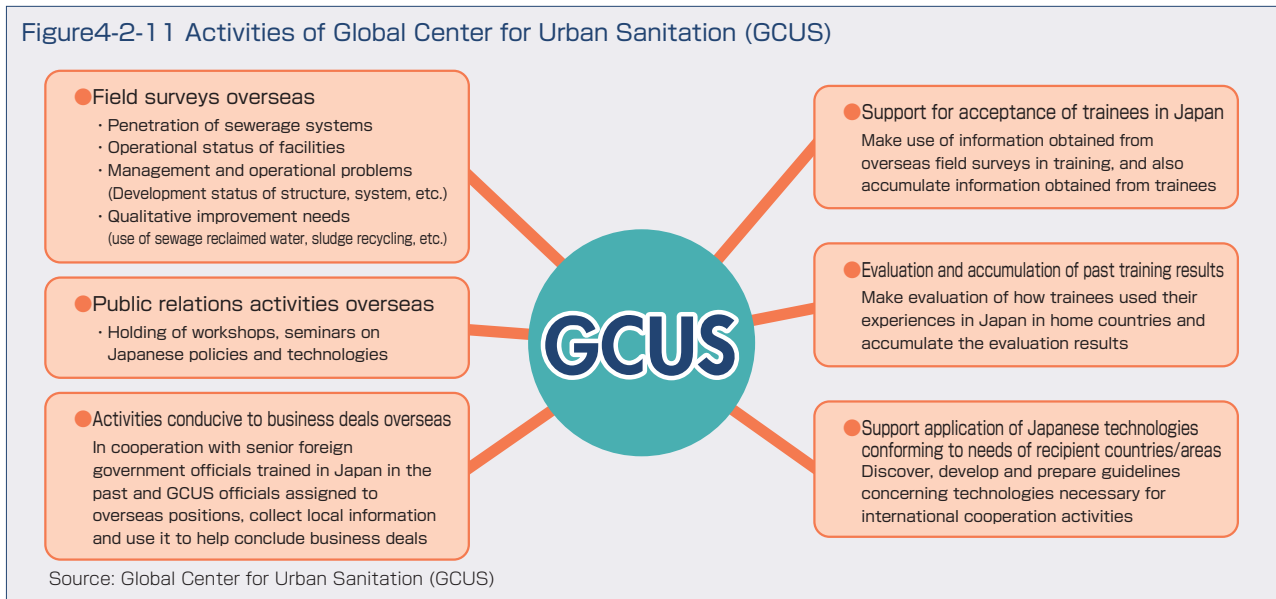 Figure4-2-11 Activities of Global Center for Urban Sanitation (GCUS)
●Field surveys overseas
・Penetration of sewerage systems
・Operational status of facilities
・Management and operational problems
(Development status of structure, system, etc.)
・Qualitative improvement needs
(use of sewage reclaimed water, sludge recycling, etc.)
●Public relations activities overseas
・Holding of workshops, seminars on
Japanese policies and technologies
●Activities conducive to business deals overseas
In cooperation with senior foreign
government officials trained in Japan in the
past and GCUS officials assigned to
overseas positions, collect local information
and use it to help conclude business deals
GCUS
●Support for acceptance of trainees in Japan
Make use of information obtained from
overseas field surveys in training, and also
accumulate information obtained from trainees
●Evaluation and accumulation of past training results
Make evaluation of how trainees used their
experiences in Japan in home countries and
accumulate the evaluation results
●Support application of Japanese technologies
conforming to needs of recipient countries/areas
Discover, develop and prepare guidelines
concerning technologies necessary for
international cooperation activities
Source: Global Center for Urban Sanitation (GCUS)